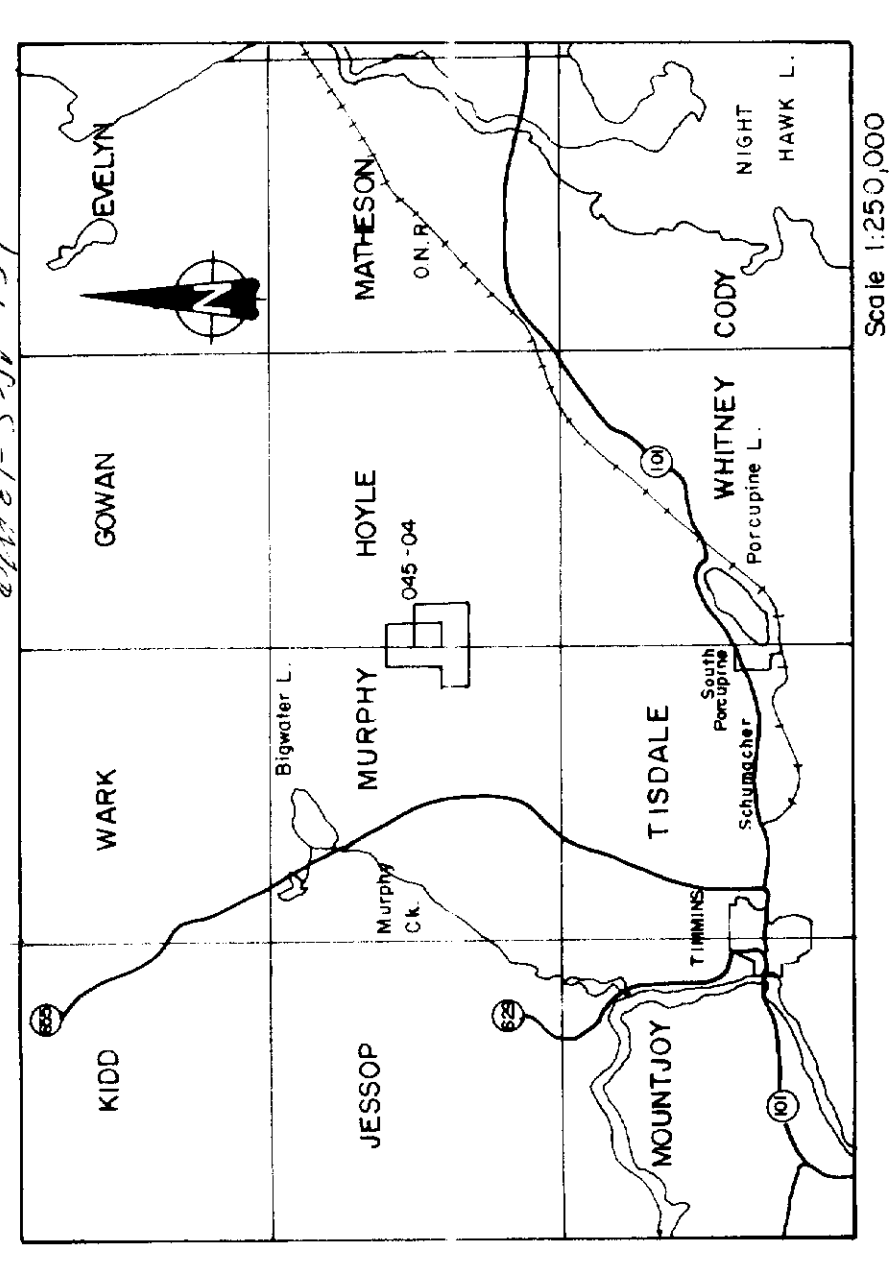 KIDD
WARK
GOWAN
EVELYN
655
N
Bigwater L.
JESSOP
MURPHY
HOYLE
MATHESON
Murphy
Ck.
045-04
O.N.R.
629
MOUNTJOY
TISDALE
WHITNEY
CODY
NIGHT
HAWK L.
101
TIMMINS
Schumacher
South
Porcupine
Porcupine L.
101
Scale 1:250,000